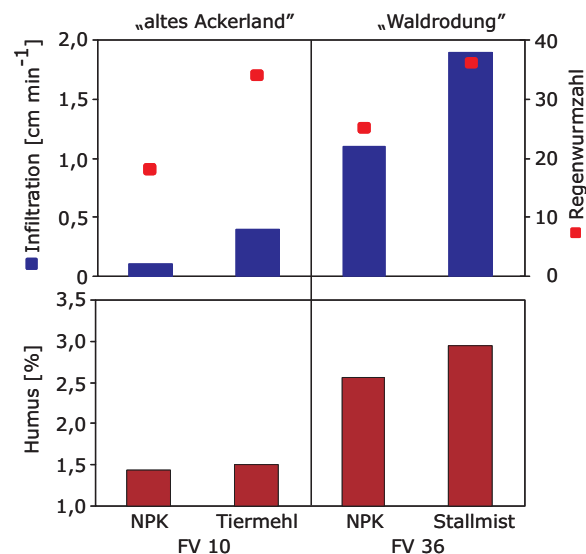 „altes Ackerland” „Waldrodung”
2,0
1,5
1,0
0,5
0
Infiltration [cm min⁻¹]
40
30
20
10
0
Regenwurmzahl
3,5
3,0
2,5
2,0
1,5
1,0
Humus [%]
NPK Tiermehl NPK Stallmist
FV 10 FV 36